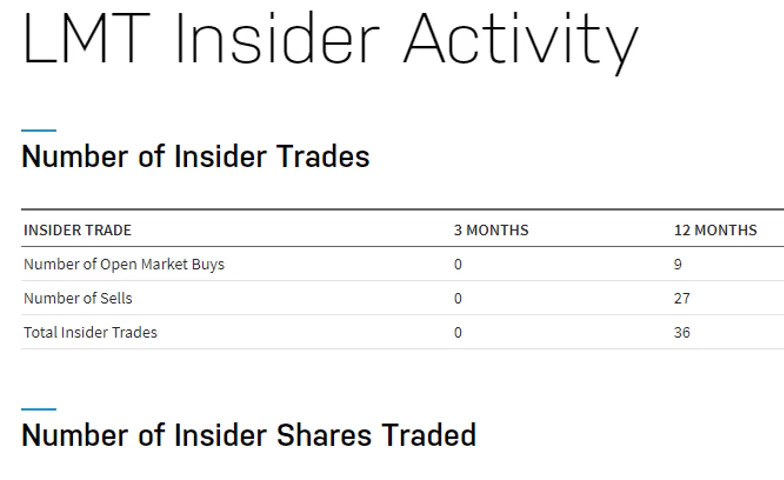 LMT Insider Activity
Number of Insider Trades
INSIDER TRADE 3 MONTHS 12 MONTHS
Number of Open Market Buys 0 9
Number of Sells 0 27
Total Insider Trades 0 36
Number of Insider Shares Traded